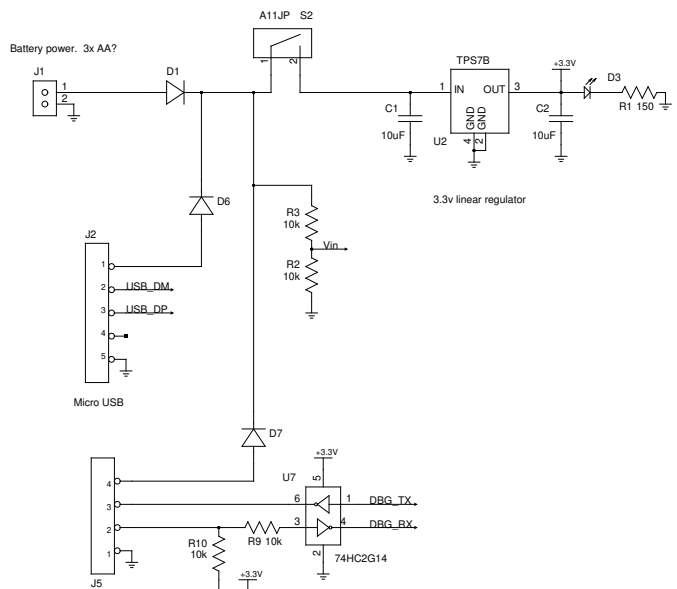 A11JP S2
Battery power. 3x AA?
J1
1
2
D1
1
2
TPS7B
1
IN
OUT
3
GND
GND
4
2
U2
+3.3V
D3
C1
10uF
C2
10uF
R1 150
3.3v linear regulator
D6
R3
10k
Vin
R2
10k
J2
1
2
USB_DM
3
USB_DP
4
5
Micro USB
D7
+3.3V
U7
5
4
3
6
1
DBG_TX
2
R9 10k
3
4
DBG_RX
R10
10k
1
2
74HC2G14
J5
+3.3V